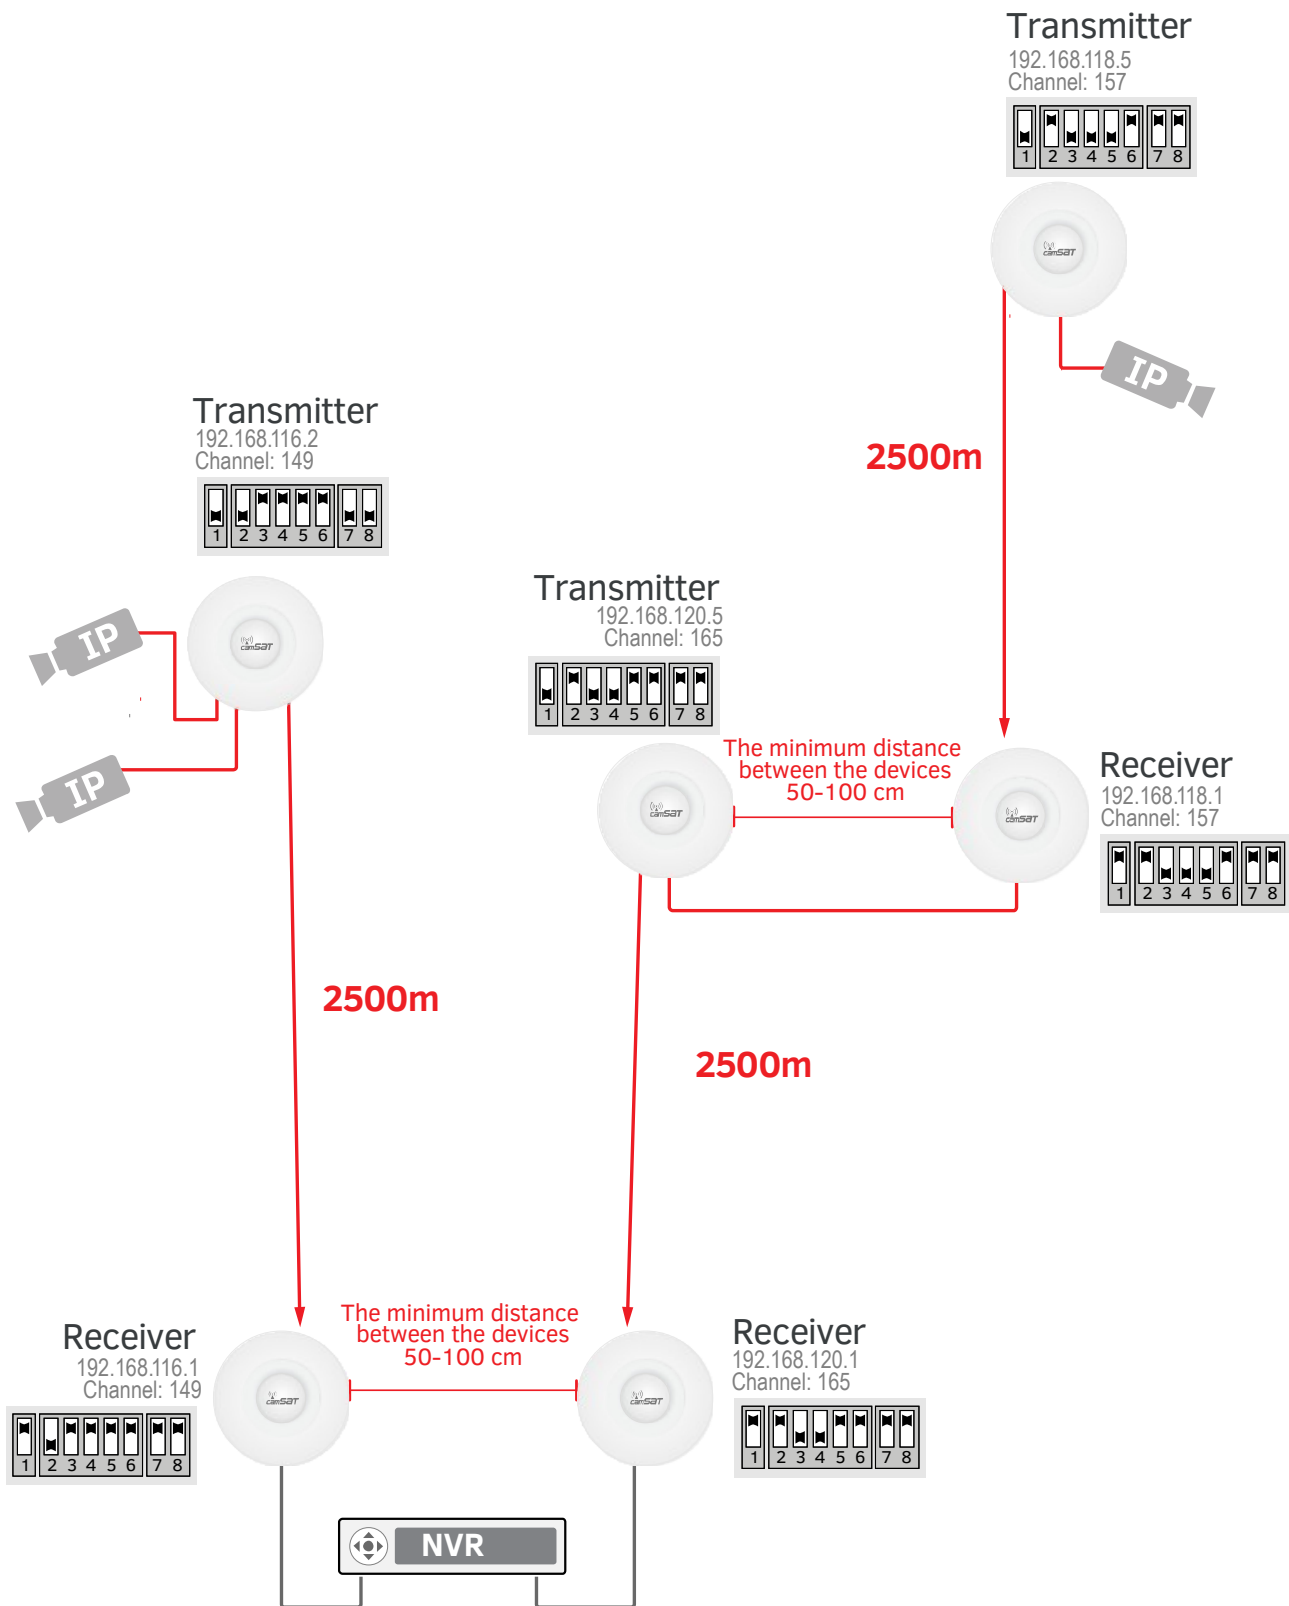 Transmitter
192.168.118.5
Channel: 157
1 2 3 4 5 6 7 8
camSAT
IP
2500m
Transmitter
192.168.116.2
Channel: 149
1 2 3 4 5 6 7 8
camSAT
IP
IP
Transmitter
192.168.120.5
Channel: 165
1 2 3 4 5 6 7 8
camSAT
The minimum distance
between the devices
50-100 cm
camSAT
Receiver
192.168.118.1
Channel: 157
1 2 3 4 5 6 7 8
2500m
2500m
Receiver
192.168.116.1
Channel: 149
1 2 3 4 5 6 7 8
camSAT
The minimum distance
between the devices
50-100 cm
camSAT
Receiver
192.168.120.1
Channel: 165
1 2 3 4 5 6 7 8
NVR